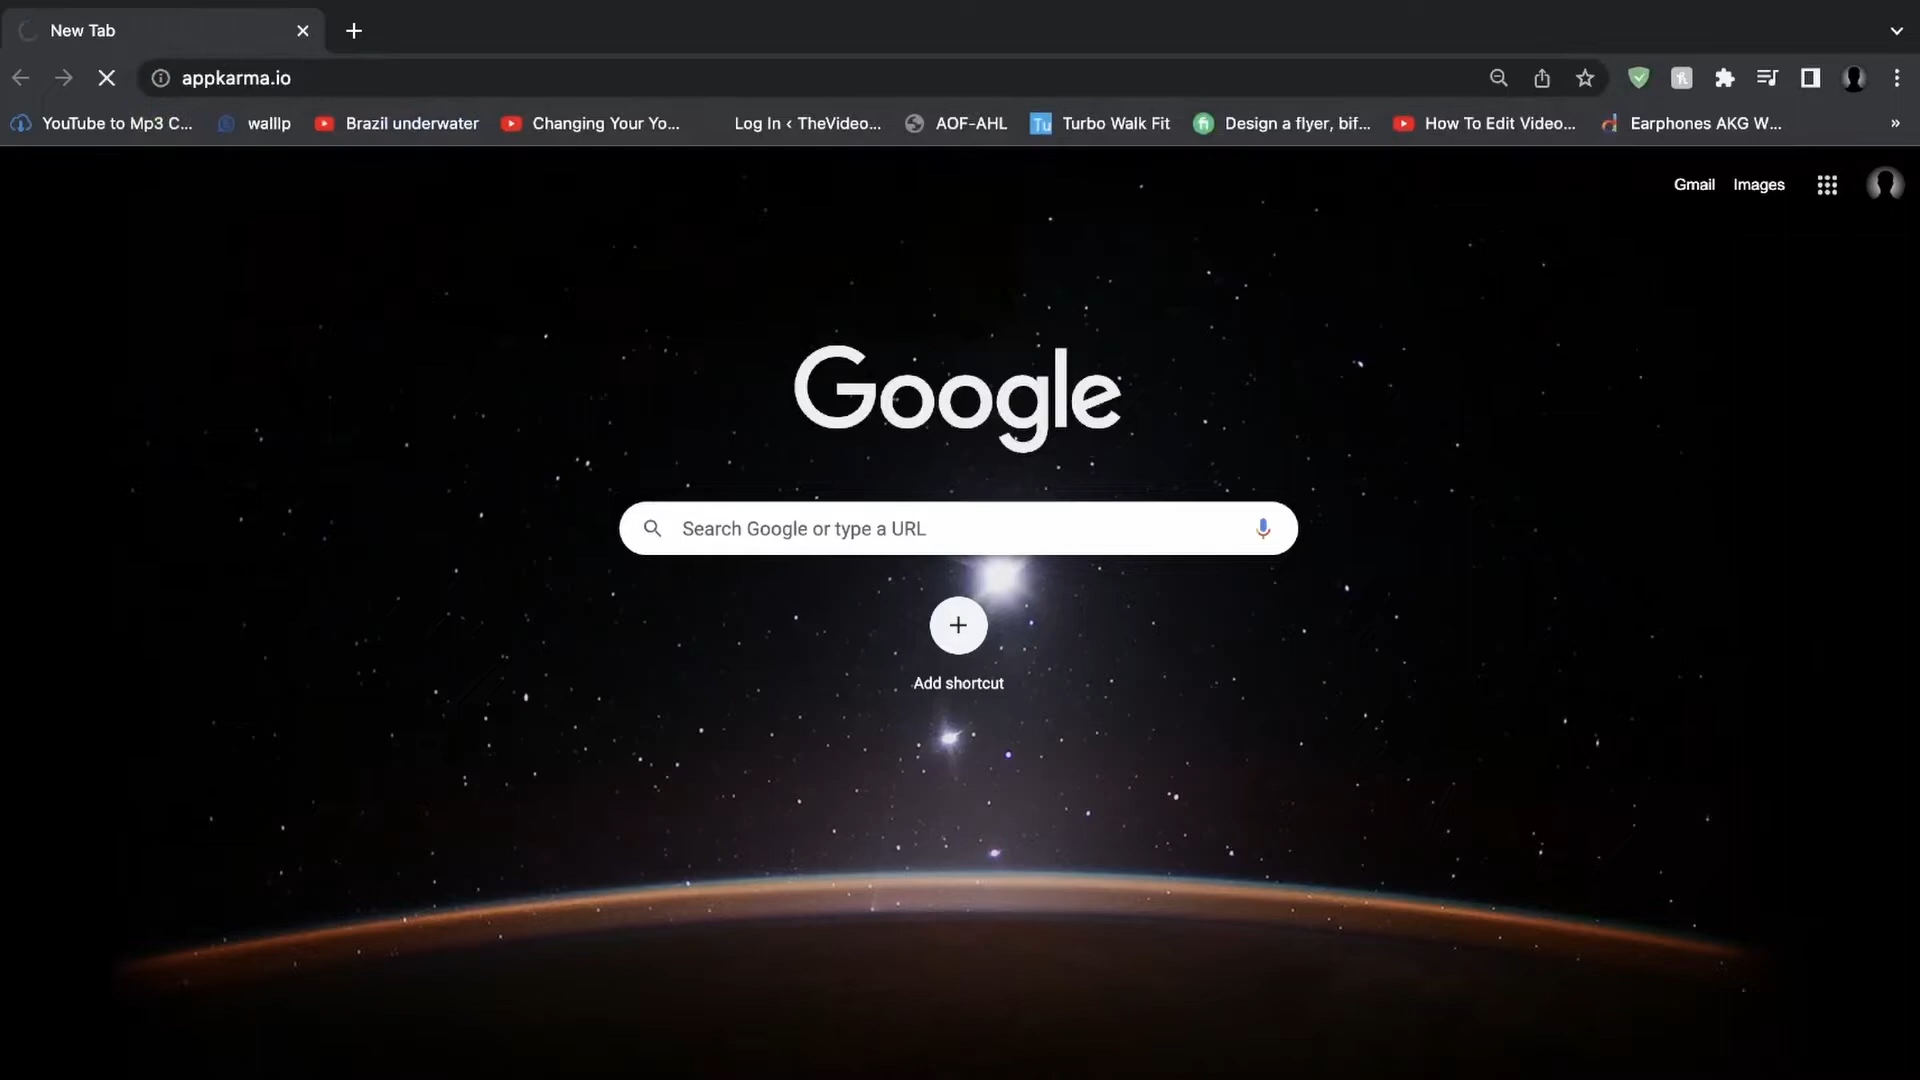 New Tab
appkarma.io
YouTube to Mp3 C... walllp Brazil underwater Changing Your Yo... Log In ‹ TheVideo... AOF-AHL Tu Turbo Walk Fit fi Design a flyer, bif... How To Edit Video... Earphones AKG W... »
Gmail Images
Google
Search Google or type a URL
Add shortcut